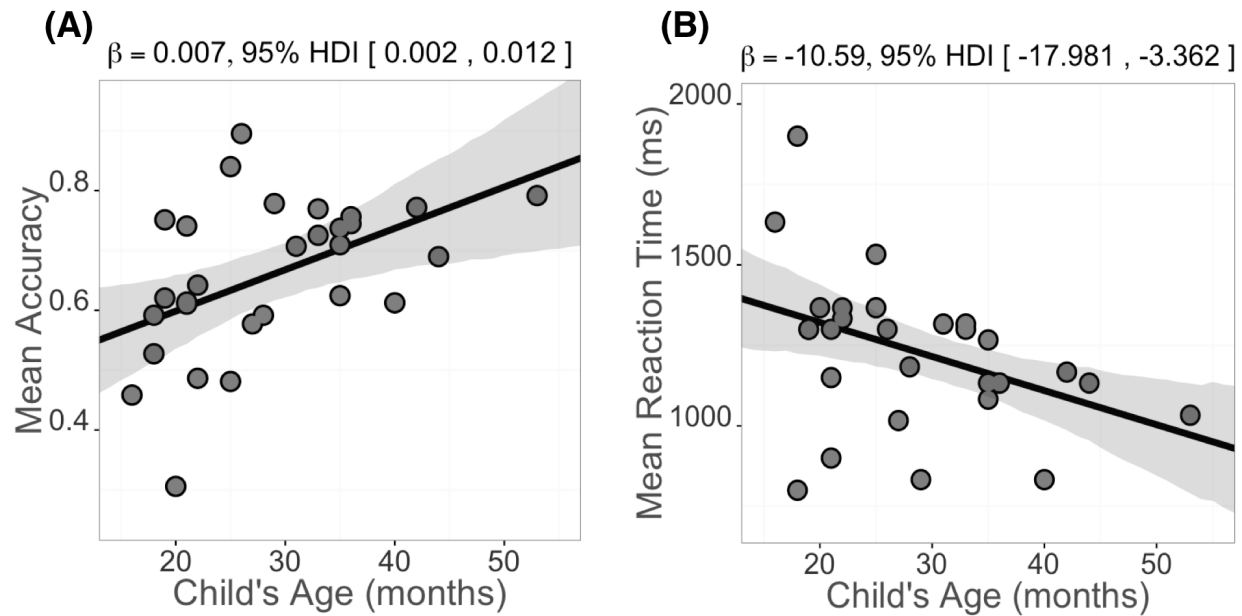 (A)
β = 0.007, 95% HDI [ 0.002 , 0.012 ]
Mean Accuracy
0.8
0.6
0.4
20 30 40 50
Child's Age (months)
(B)
β = -10.59, 95% HDI [ -17.981 , -3.362 ]
Mean Reaction Time (ms)
2000
1500
1000
20 30 40 50
Child's Age (months)